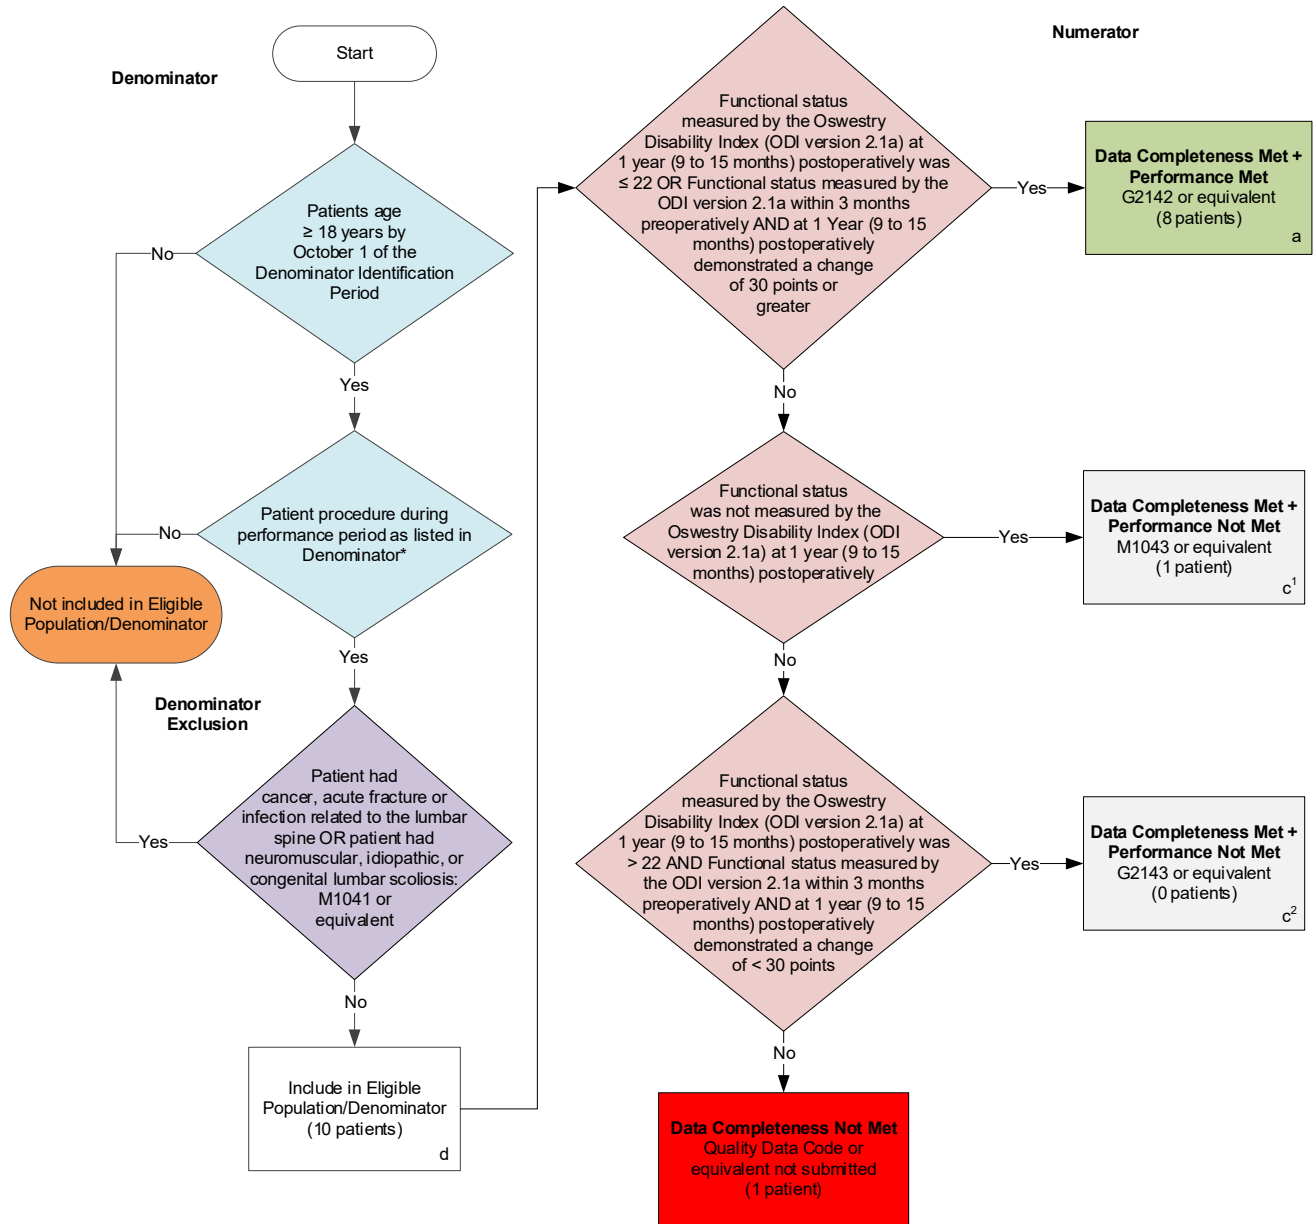 Start
Denominator
Patients age
≥ 18 years by
October 1 of the
Denominator Identification
Period
No
Yes
Patient procedure during
performance period as listed in
Denominator*
No
Not included in Eligible
Population/Denominator
Yes
Denominator
Exclusion
Patient had
cancer, acute fracture or
infection related to the lumbar
spine OR patient had
neuromuscular, idiopathic, or
congenital lumbar scoliosis:
M1041 or
equivalent
Yes
No
Include in Eligible
Population/Denominator
(10 patients)
d
Numerator
Functional status
measured by the Oswestry
Disability Index (ODI version 2.1a) at
1 year (9 to 15 months) postoperatively was
≤ 22 OR Functional status measured by the
ODI version 2.1a within 3 months
preoperatively AND at 1 Year (9 to 15
months) postoperatively
demonstrated a change
of 30 points or
greater
Yes
Data Completeness Met +
Performance Met
G2142 or equivalent
(8 patients)
a
No
Functional status
was not measured by the
Oswestry Disability Index (ODI
version 2.1a) at 1 year (9 to 15
months) postoperatively
Yes
Data Completeness Met +
Performance Not Met
M1043 or equivalent
(1 patient)
c¹
No
Functional status
measured by the Oswestry
Disability Index (ODI version 2.1a) at
1 year (9 to 15 months) postoperatively was
> 22 AND Functional status measured by
the ODI version 2.1a within 3 months
preoperatively AND at 1 year (9 to 15
months) postoperatively
demonstrated a change
of < 30 points
Yes
Data Completeness Met +
Performance Not Met
G2143 or equivalent
(0 patients)
c²
No
Data Completeness Not Met
Quality Data Code or
equivalent not submitted
(1 patient)